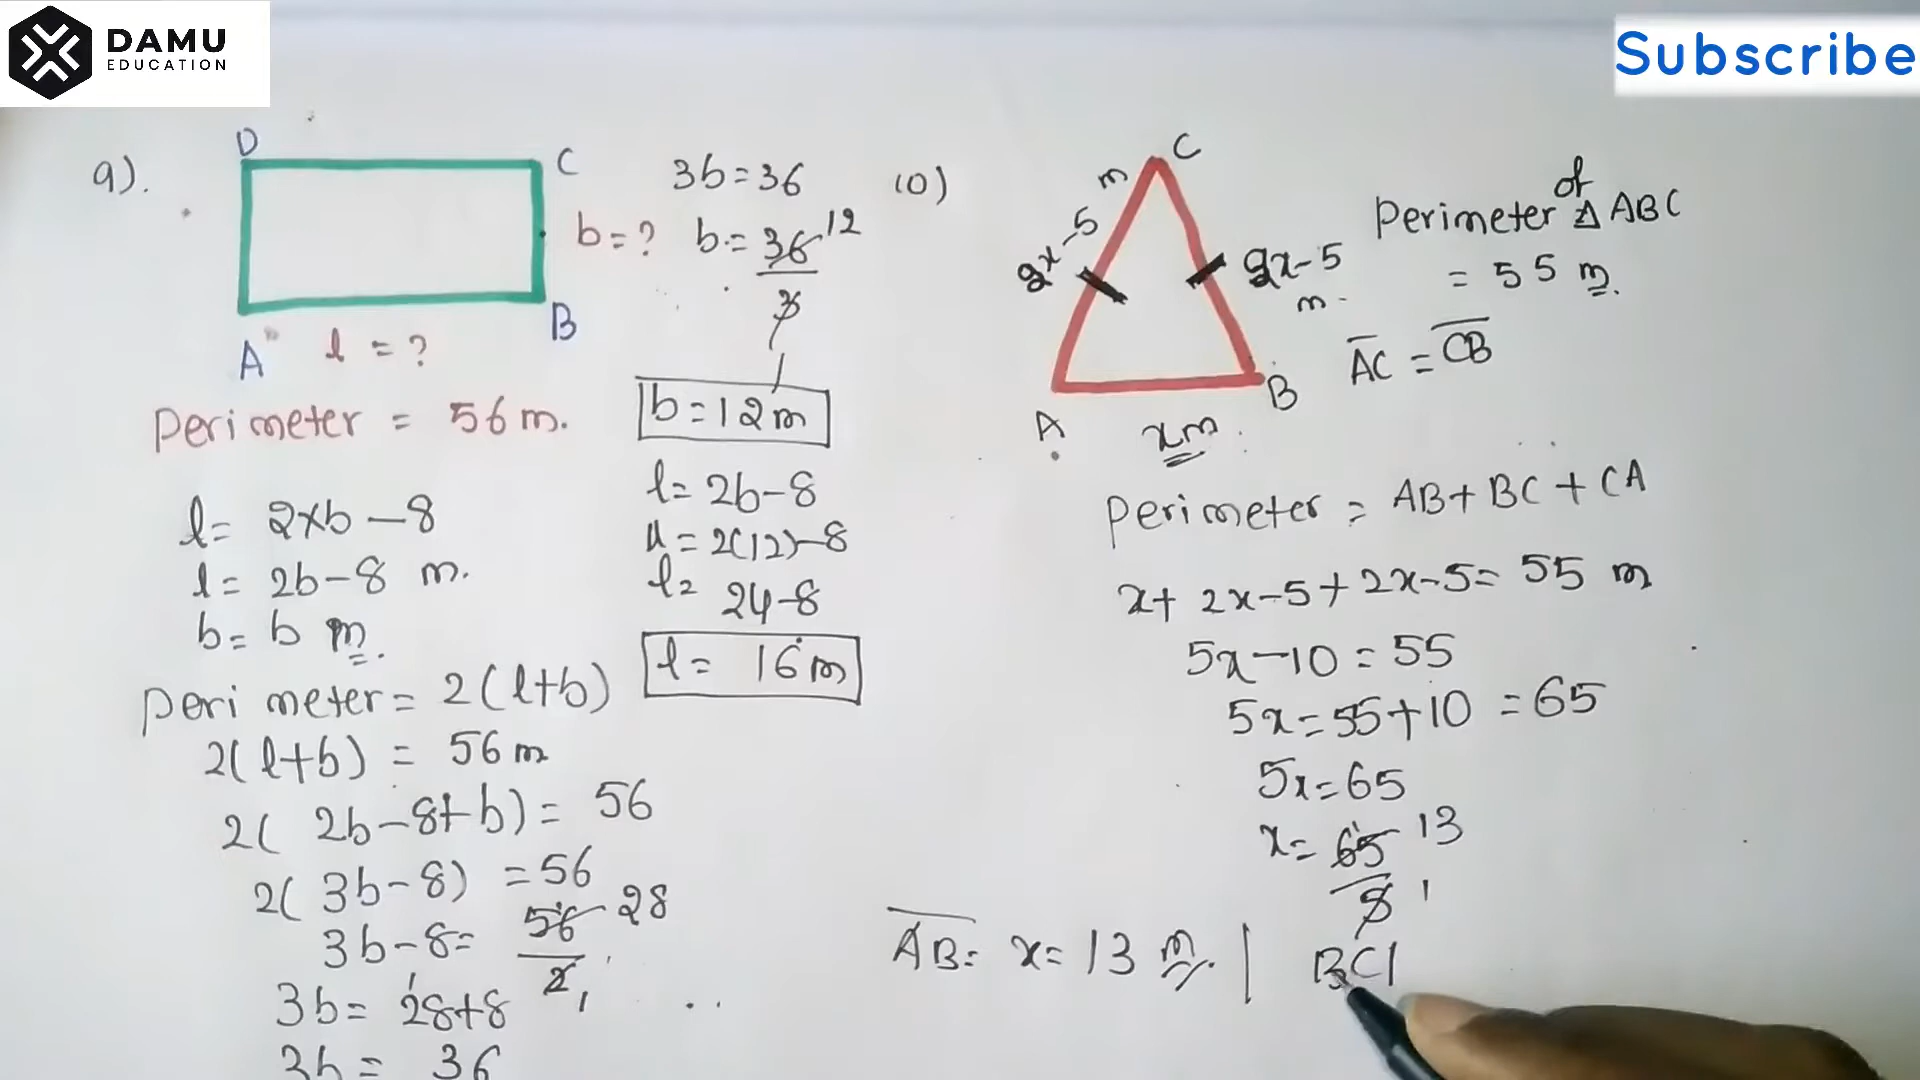 DAMU
EDUCATION
Subscribe
9).
D
C
b = ?
A
l = ?
B
Perimeter = 56 m.
l = 2xb - 8
l = 2b - 8 m.
b = b m.
Perimeter = 2(l+b)
2(l+b) = 56 m
2( 2b-8+b) = 56
2( 3b-8) = 56
3b-8 = 56 28
2 1
3b = 28+8
3b = 36
3b = 36
b = 36 12
3
1
b = 12 m
l = 2b-8
l = 2(12)-8
l = 24-8
l = 16 m
10)
C
2x-5 m
2x-5
m.
A
x m
B
Perimeter of Δ ABC
= 55 m.
AC = CB
Perimeter = AB + BC + CA
x + 2x-5 + 2x-5 = 55 m
5x-10 = 55
5x = 55+10 = 65
5x = 65
x = 65 13
5 1
AB = x = 13 m. | BC